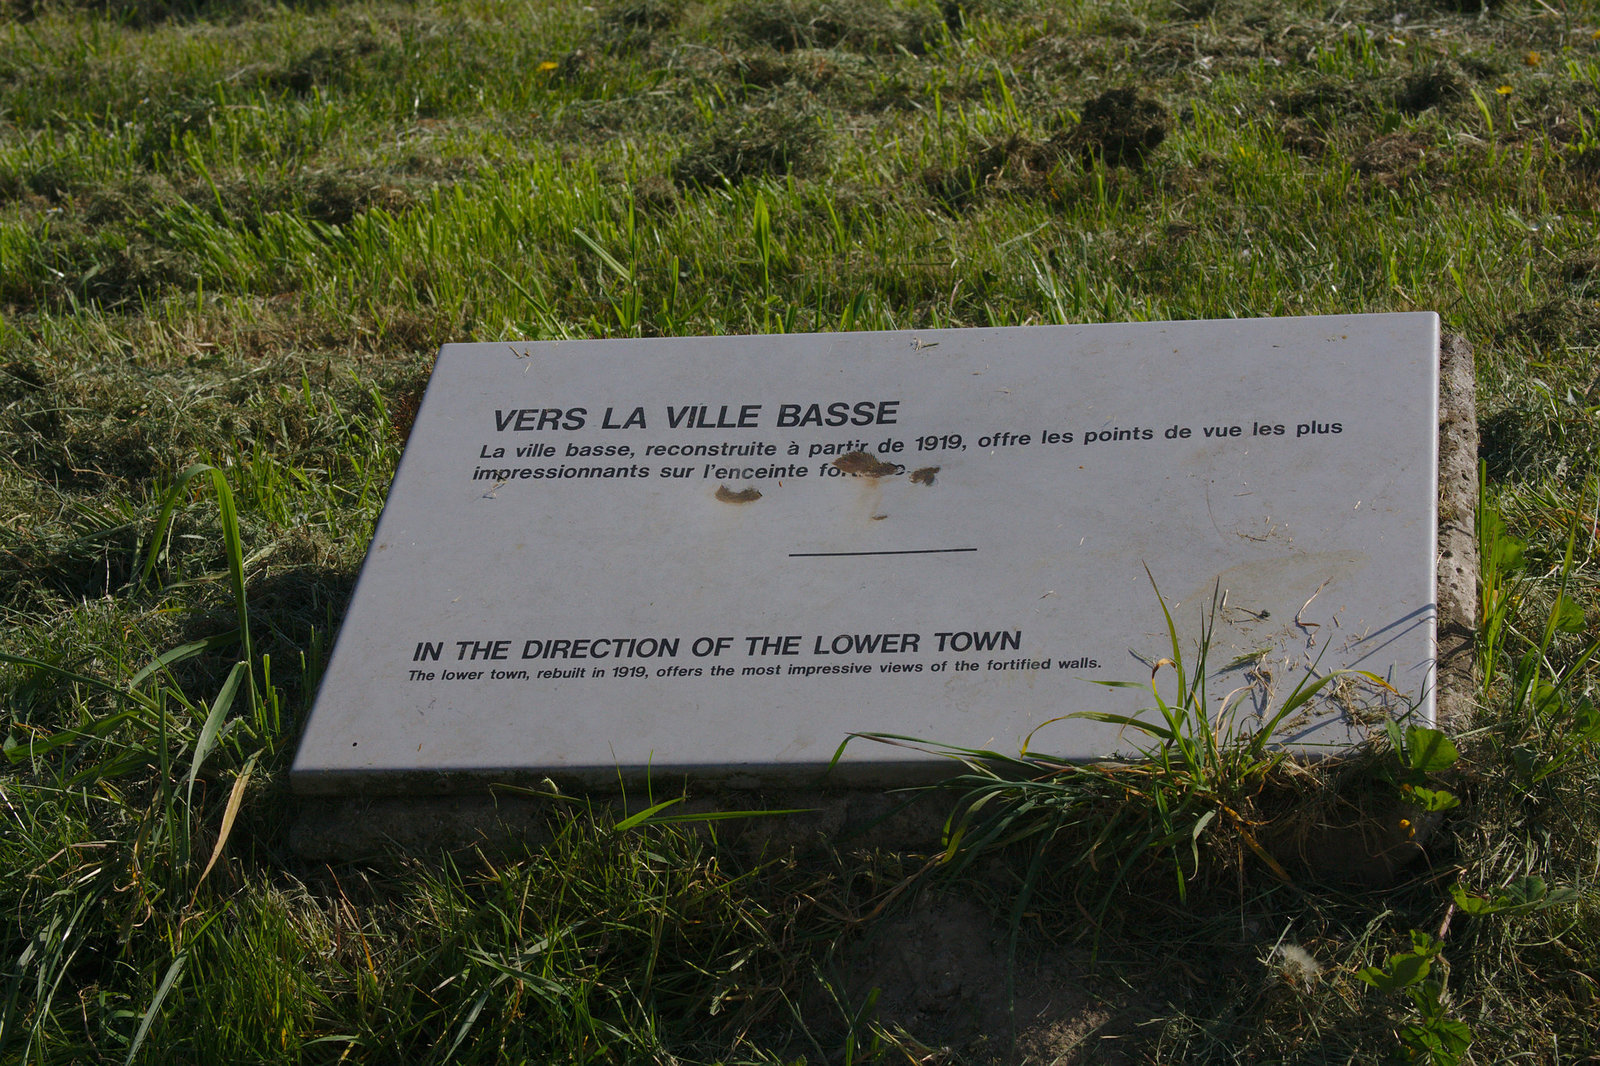 VERS LA VILLE BASSE
La ville basse, reconstruite à partir de 1919, offre les points de vue les plus
impressionnants sur l'enceinte
IN THE DIRECTION OF THE LOWER TOWN
The lower town, rebuilt in 1919, offers the most impressive views of the fortified walls.